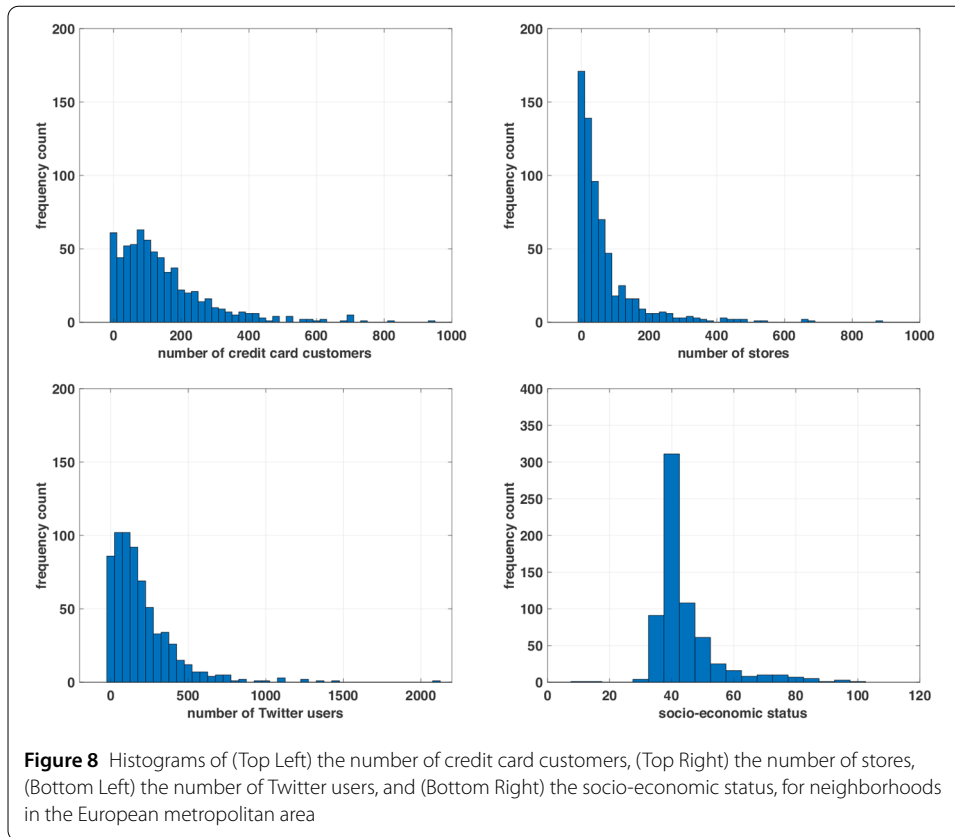 200
150
100
50
0
frequency count
0 200 400 600 800 1000
number of credit card customers
200
150
100
50
0
frequency count
0 200 400 600 800 1000
number of stores
200
150
100
50
0
frequency count
0 500 1000 1500 2000
number of Twitter users
400
350
300
250
200
150
100
50
0
frequency count
0 20 40 60 80 100 120
socio-economic status
Figure 8 Histograms of (Top Left) the number of credit card customers, (Top Right) the number of stores,
(Bottom Left) the number of Twitter users, and (Bottom Right) the socio-economic status, for neighborhoods
in the European metropolitan area